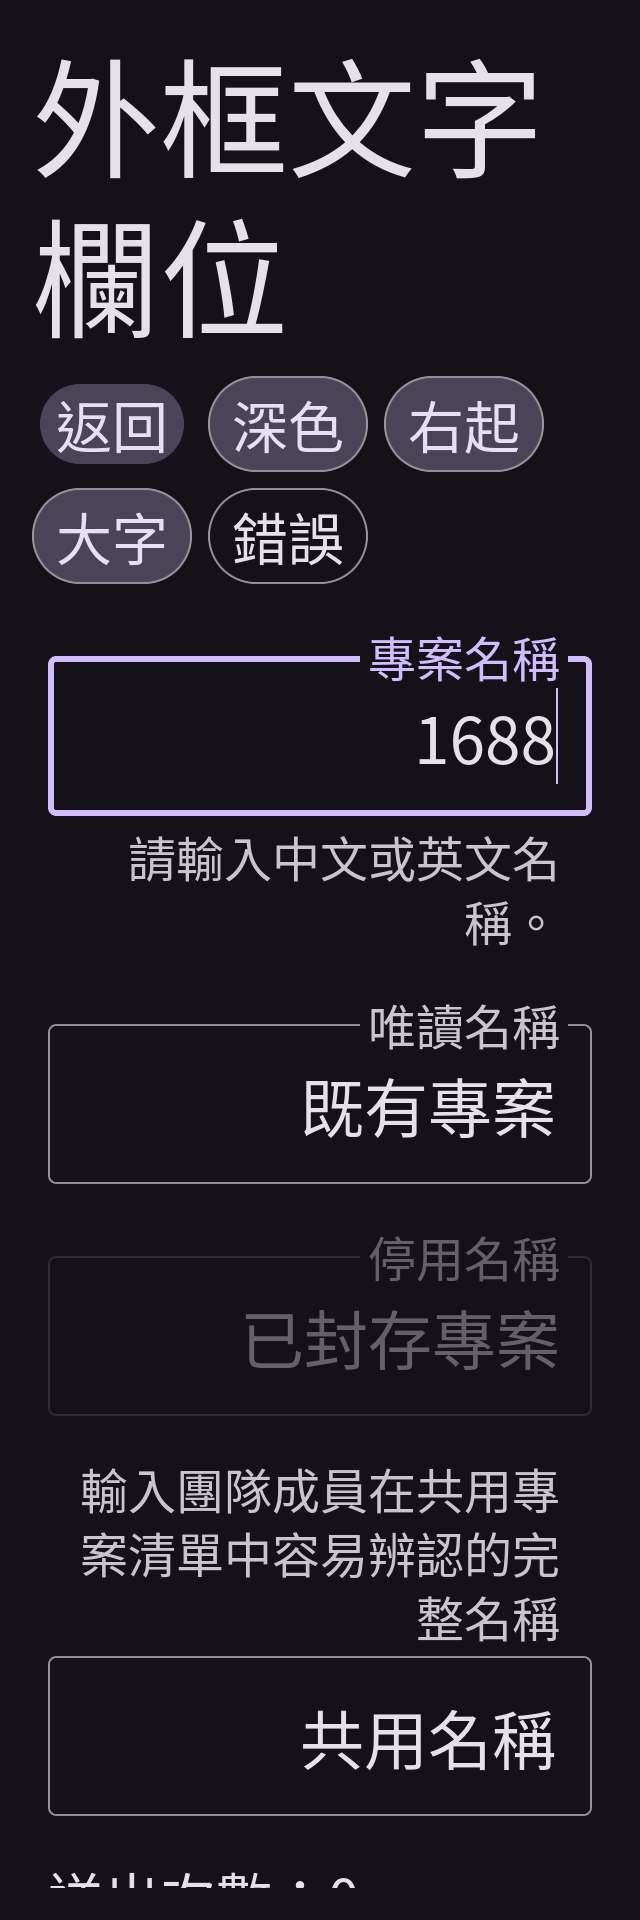 外框文字
欄位
返回 深色 右起
大字 錯誤
專案名稱
1688
請輸入中文或英文名
稱。
唯讀名稱
既有專案
停用名稱
已封存專案
輸入團隊成員在共用專
案清單中容易辨認的完
整名稱
共用名稱